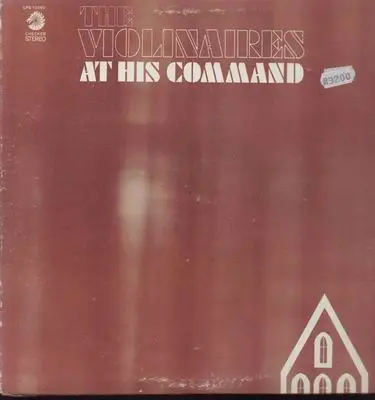 THE
VIOLINAIRES
AT HIS COMMAND
CHECKER
STEREO